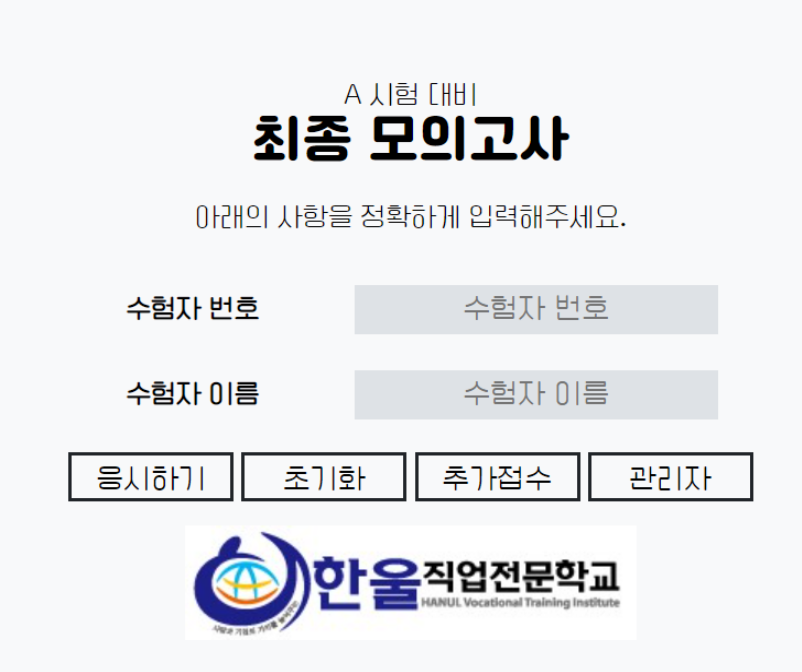 A 시험 대비
최종 모의고사
아래의 사항을 정확하게 입력해주세요.
수험자 번호 수험자 번호
수험자 이름 수험자 이름
응시하기 초기화 추가접수 관리자
한울직업전문학교
HANUL Vocational Training Institute